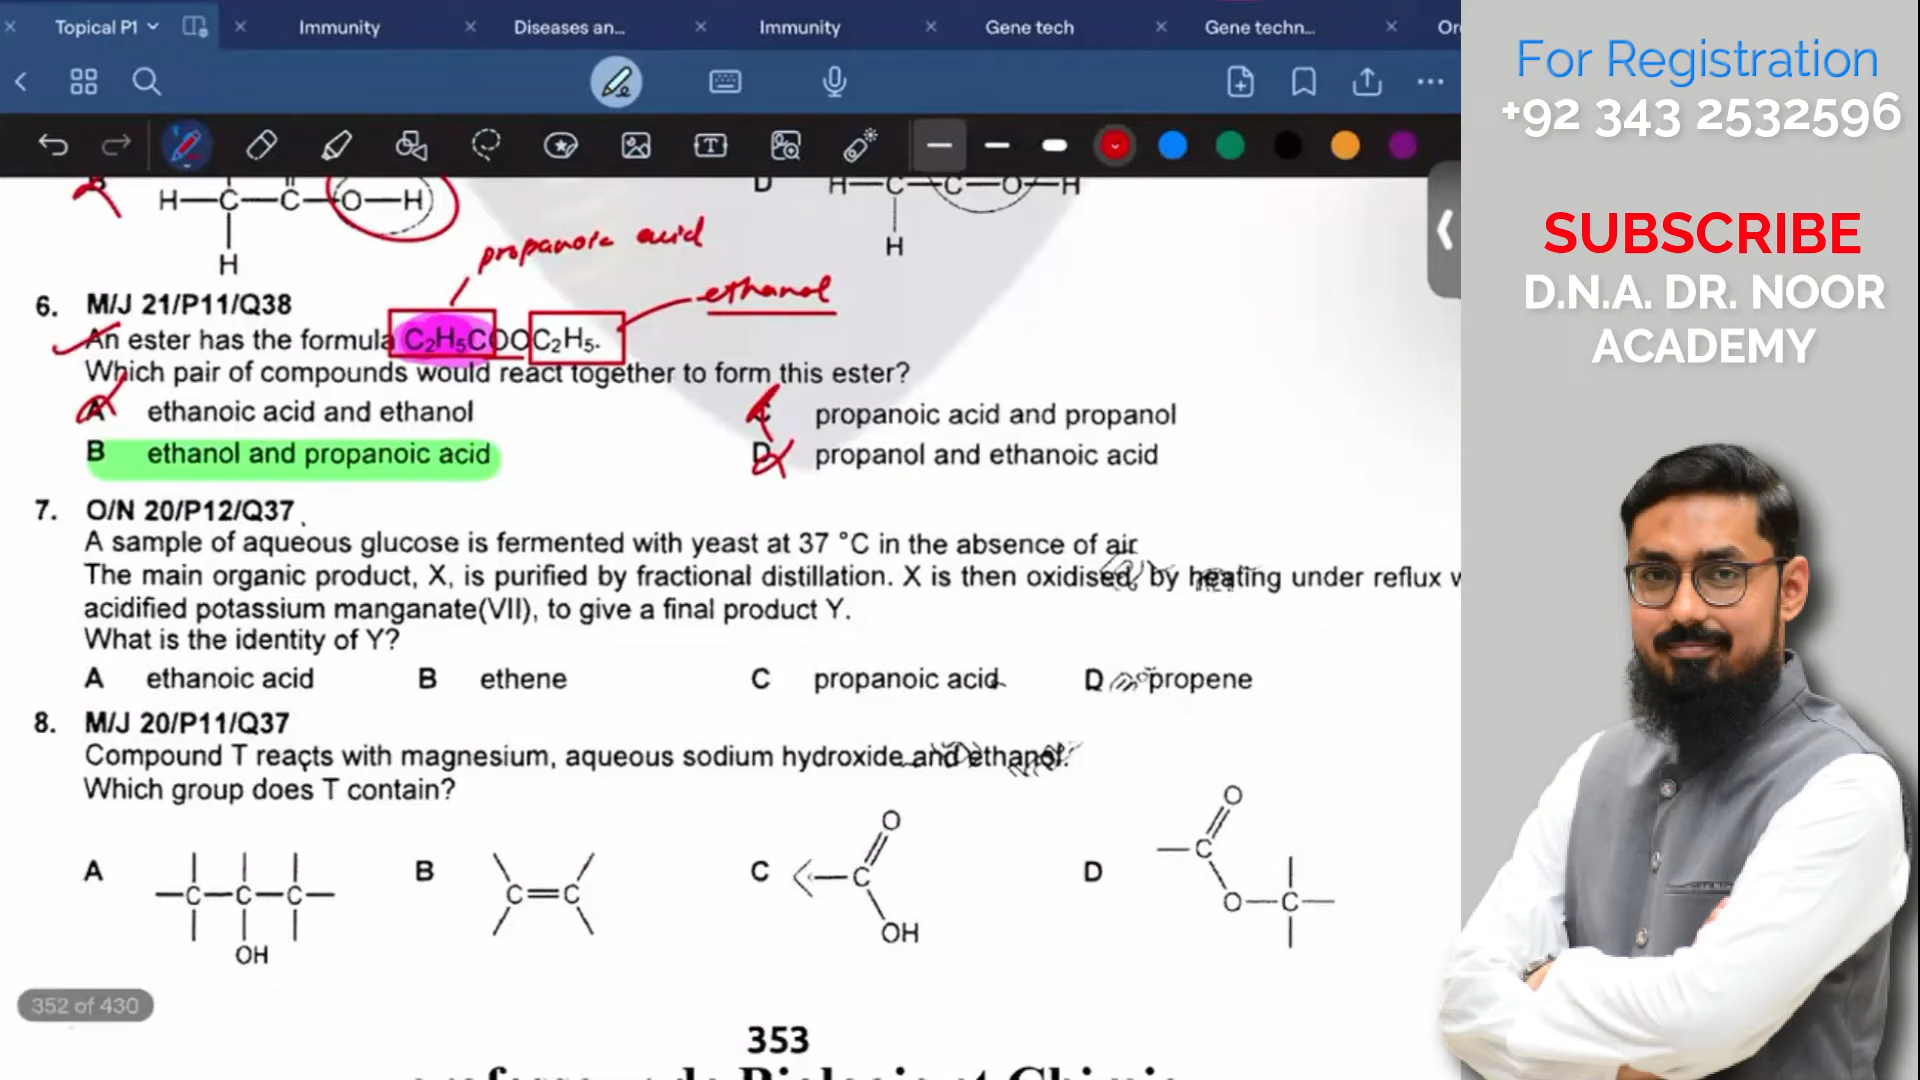 Topical P1
Immunity
Diseases an...
Immunity
Gene tech
Gene techn...
Or
For Registration
+92 343 2532596
SUBSCRIBE
D.N.A. DR. NOOR
ACADEMY
H—C—C—O—H
H
D H—C—C—O—H
H
propanoic acid
ethanol
6. M/J 21/P11/Q38
An ester has the formula C₂H₅COOC₂H₅.
Which pair of compounds would react together to form this ester?
A ethanoic acid and ethanol
C propanoic acid and propanol
B ethanol and propanoic acid
D propanol and ethanoic acid
7. O/N 20/P12/Q37
A sample of aqueous glucose is fermented with yeast at 37 °C in the absence of air
The main organic product, X, is purified by fractional distillation. X is then oxidised, by heating under reflux w
acidified potassium manganate(VII), to give a final product Y.
What is the identity of Y?
A ethanoic acid B ethene C propanoic acid D propene
8. M/J 20/P11/Q37
Compound T reacts with magnesium, aqueous sodium hydroxide and ethanol.
Which group does T contain?
A —C—C—C— OH
B C=C
C —C O OH
D —C O O—C—
352 of 430
353